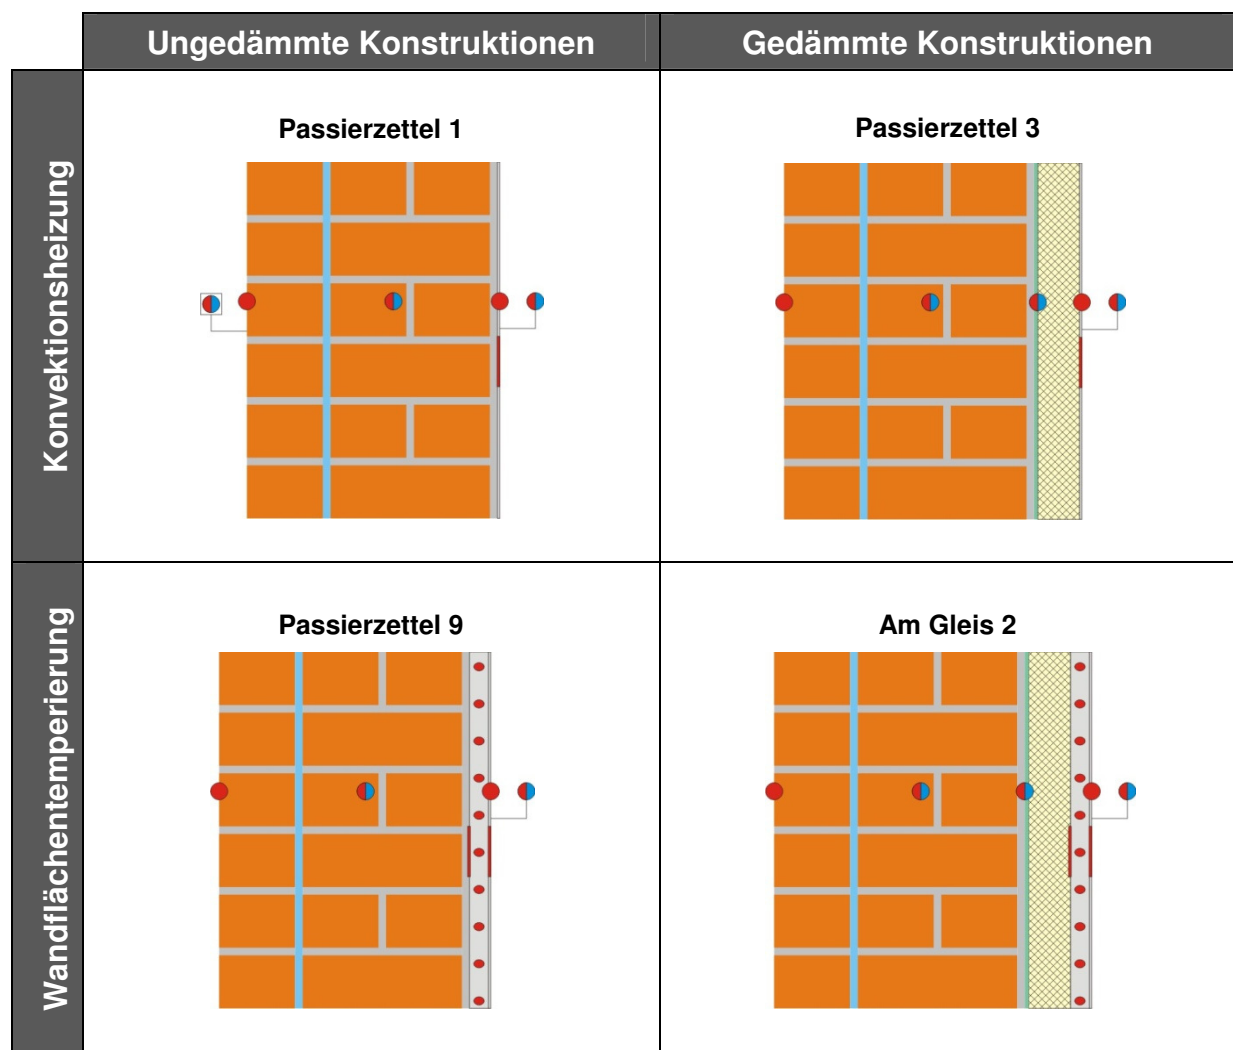 Ungedämmte Konstruktionen
Gedämmte Konstruktionen
Konvektionsheizung
Passierzettel 1
Passierzettel 3
Wandflächentemperierung
Passierzettel 9
Am Gleis 2